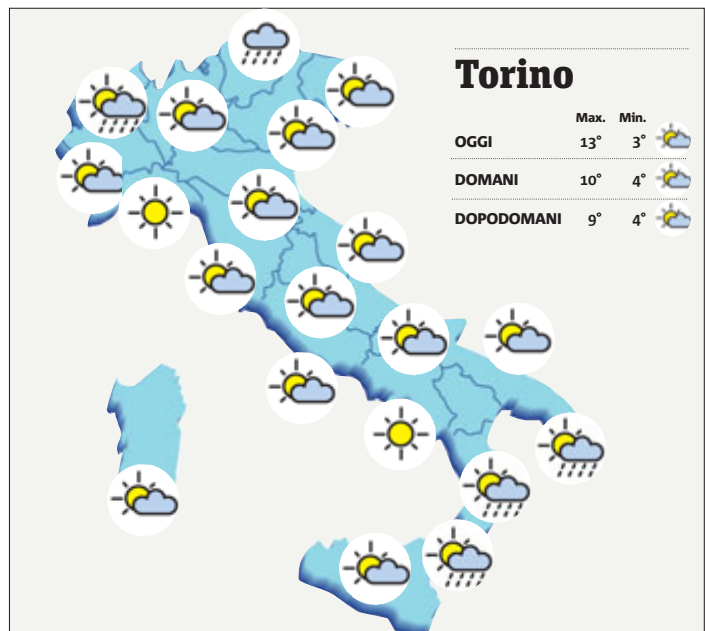 Torino
Max. Min.
OGGI 13° 3°
DOMANI 10° 4°
DOPODOMANI 9° 4°